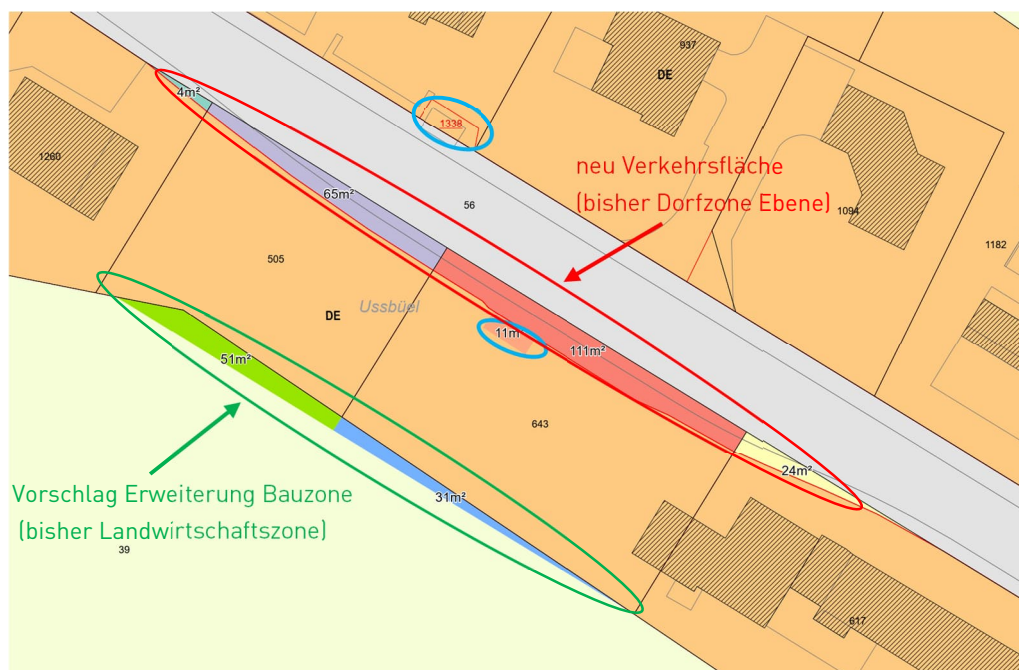 937
DE
4m²
1338
1260
neu Verkehrsfläche
(bisher Dorfzone Ebene)
65m²
56
1094
1182
505
Ussbüel
DE
11m
111m²
51m²
643
24m²
Vorschlag Erweiterung Bauzone
(bisher Landwirtschaftszone)
31m²
39
617